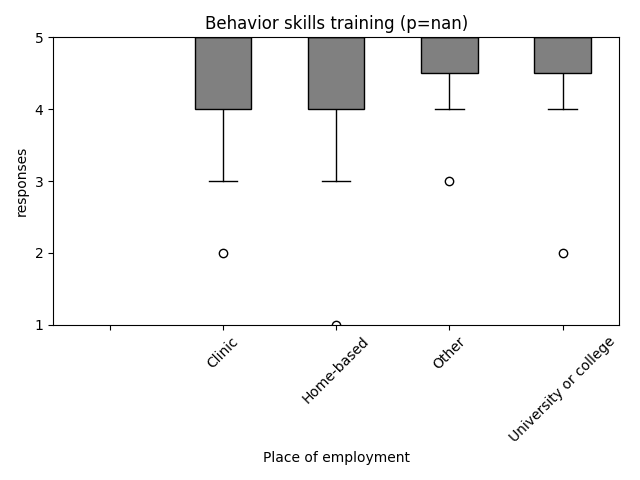 Behavior skills training (p=nan)
responses
5
4
3
2
1
Clinic
Home-based
Other
University or college
Place of employment